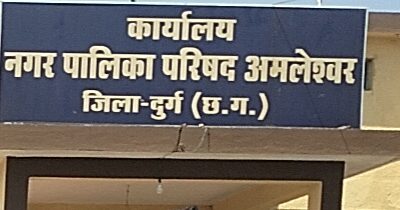 कार्यालय
नगर पालिका परिषद अमलेश्वर
जिला-दुर्ग (छ.ग.)